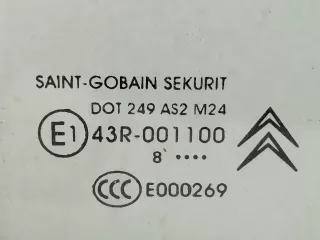 SAINT-GOBAIN SEKURIT
DOT 249 AS2 M24
E1 43R-001100
8` ••••
CCC E000269